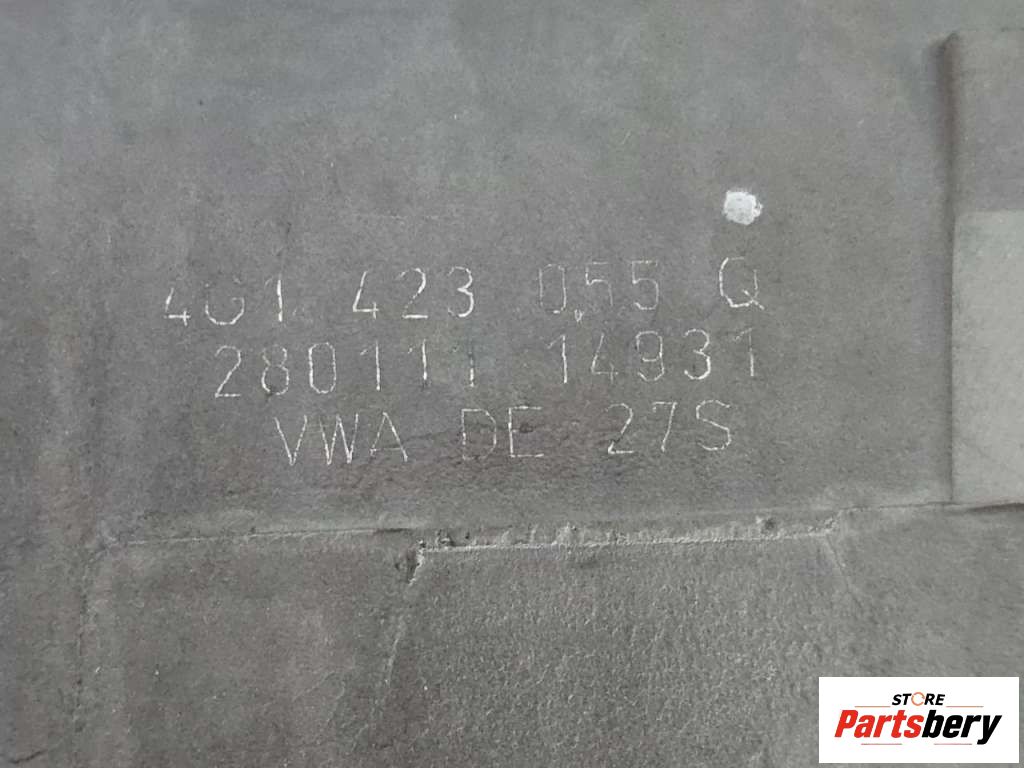 4G1 423 055 Q
280111 14931
VWA DE 27S
STORE
Partsbery